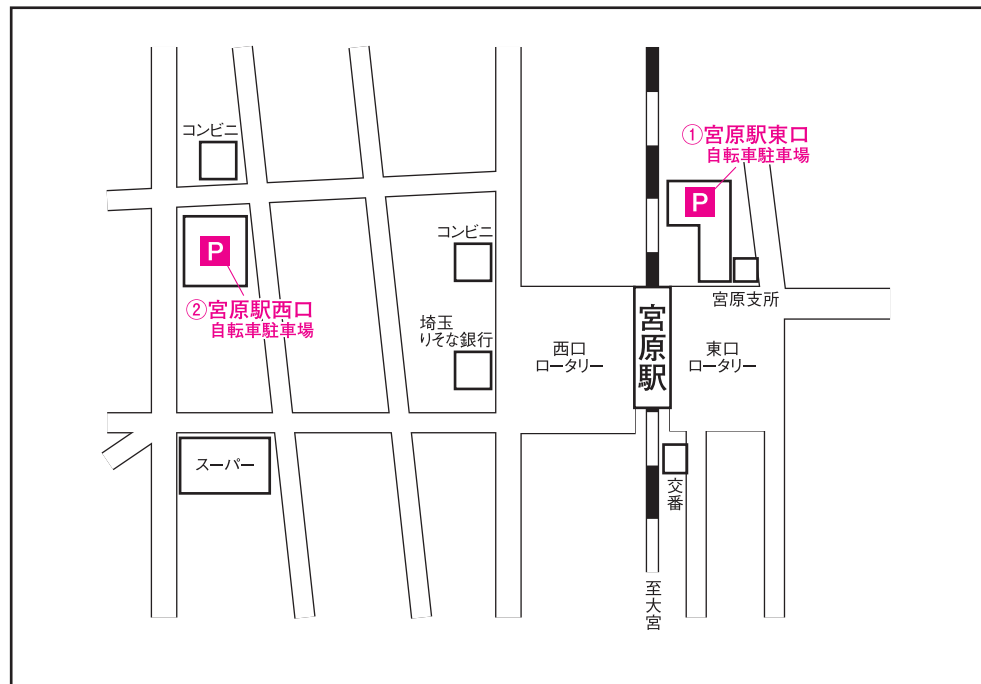 コンビニ
①宮原駅東口
自転車駐車場
P
P
コンビニ
②宮原駅西口
自転車駐車場
宮原支所
埼玉
りそな銀行
西口
ロータリー
宮原駅
東口
ロータリー
スーパー
交番
至大宮